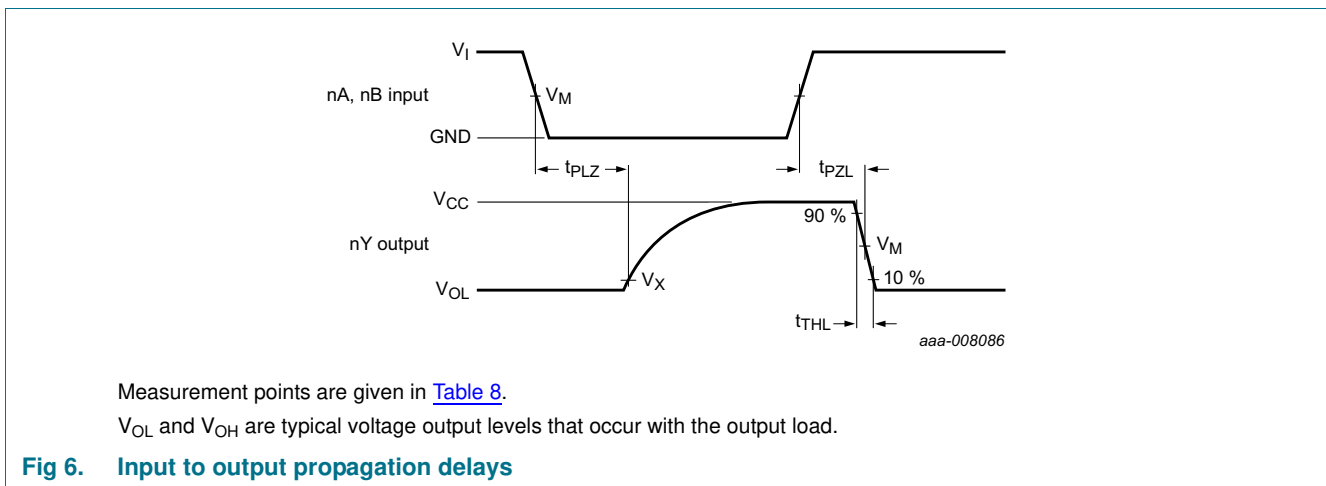 V_I
nA, nB input
V_M
GND
t_PLZ
t_PZL
V_CC
90 %
nY output
V_M
V_X
10 %
V_OL
t_THL
aaa-008086
Measurement points are given in Table 8.
V_OL and V_OH are typical voltage output levels that occur with the output load.
Fig 6. Input to output propagation delays